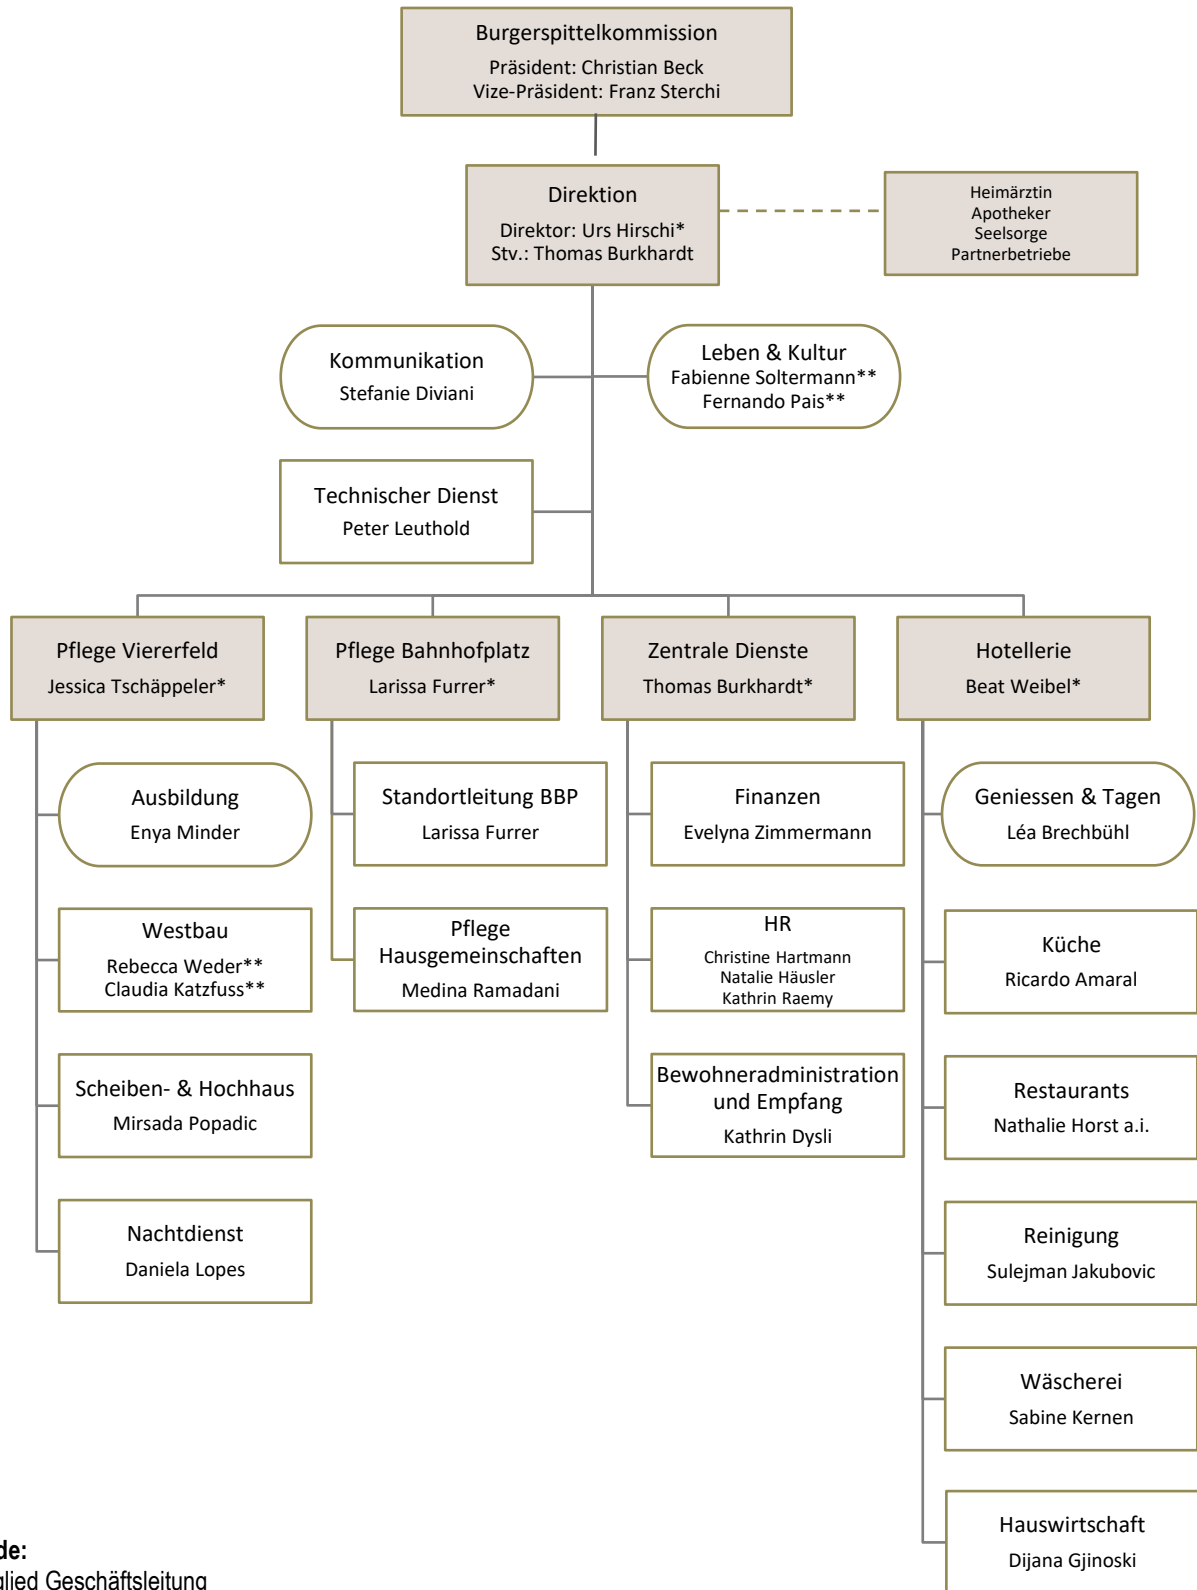 Burgerspittelkommission
Präsident: Christian Beck
Vize-Präsident: Franz Sterchi
Direktion
Direktor: Urs Hirschi*
Stv.: Thomas Burkhardt
Heimärztin
Apotheker
Seelsorge
Partnerbetriebe
Kommunikation
Stefanie Diviani
Leben & Kultur
Fabienne Soltermann**
Fernando Pais**
Technischer Dienst
Peter Leuthold
Pflege Viererfeld
Jessica Tschäppeler*
Pflege Bahnhofplatz
Larissa Furrer*
Zentrale Dienste
Thomas Burkhardt*
Hotellerie
Beat Weibel*
Ausbildung
Enya Minder
Standortleitung BBP
Larissa Furrer
Finanzen
Evelyna Zimmermann
Geniessen & Tagen
Léa Brechbühl
Westbau
Rebecca Weder**
Claudia Katzfuss**
Pflege
Hausgemeinschaften
Medina Ramadani
HR
Christine Hartmann
Natalie Häusler
Kathrin Raemy
Küche
Ricardo Amaral
Scheiben- & Hochhaus
Mirsada Popadic
Bewohneradministration
und Empfang
Kathrin Dysli
Restaurants
Nathalie Horst a.i.
Nachtdienst
Daniela Lopes
Reinigung
Sulejman Jakubovic
Wäscherei
Sabine Kernen
Hauswirtschaft
Dijana Gjinoski
de:
glied Geschäftsleitung